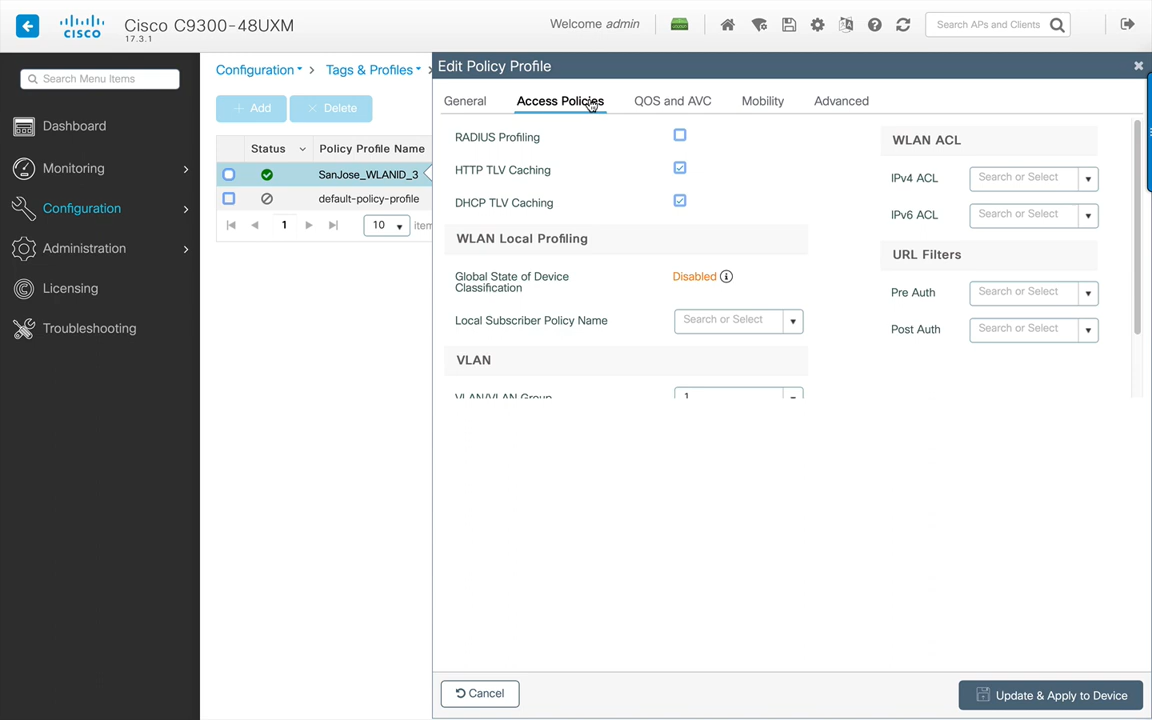 CISCO
Cisco C9300-48UXM
17.3.1
Welcome admin
Search APs and Clients
Search Menu Items
Dashboard
Monitoring
Configuration
Administration
Licensing
Troubleshooting
Configuration > Tags & Profiles >
+ Add
× Delete
Status
Policy Profile Name
SanJose_WLANID_3
default-policy-profile
1
10
item
Edit Policy Profile
General
Access Policies
QOS and AVC
Mobility
Advanced
RADIUS Profiling
HTTP TLV Caching
DHCP TLV Caching
WLAN Local Profiling
Global State of Device
Classification
Disabled
Local Subscriber Policy Name
Search or Select
VLAN
VLAN/VLAN Group
1
WLAN ACL
IPv4 ACL
Search or Select
IPv6 ACL
Search or Select
URL Filters
Pre Auth
Search or Select
Post Auth
Search or Select
Cancel
Update & Apply to Device